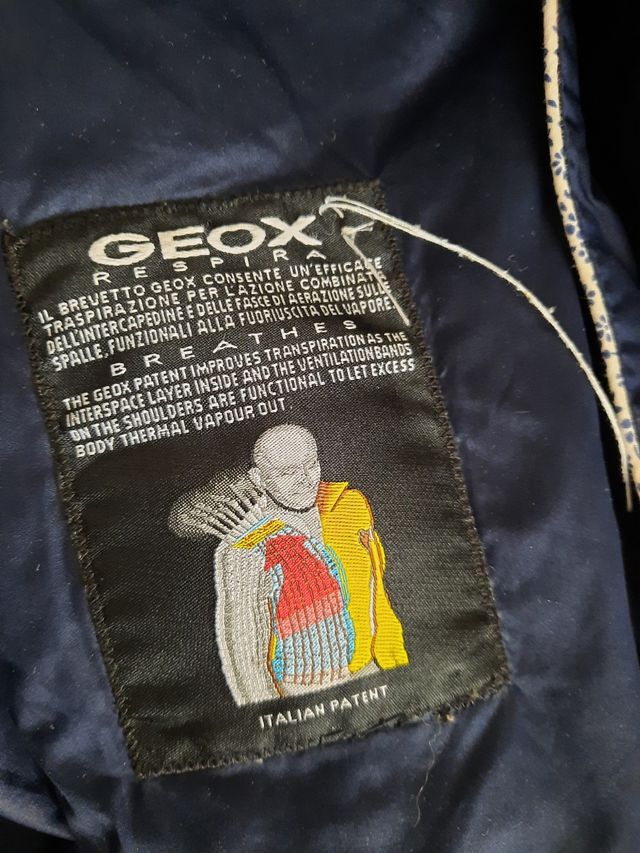 GEOX
RESPIRA
IL BREVETTO GEOX CONSENTE UN'EFFICACE
TRASPIRAZIONE PER L'AZIONE COMBINATA
DELL'INTERCAPEDINE E DELLE FASCE DI AERAZIONE SULLE
SPALLE, FUNZIONALI ALLA FUORIUSCITA DEL VAPORE.
BREATHES
THE GEOX PATENT IMPROVES TRANSPIRATION AS THE
INTERSPACE LAYER INSIDE AND THE VENTILATION BANDS
ON THE SHOULDERS ARE FUNCTIONAL TO LET EXCESS
BODY THERMAL VAPOUR OUT.
ITALIAN PATENT